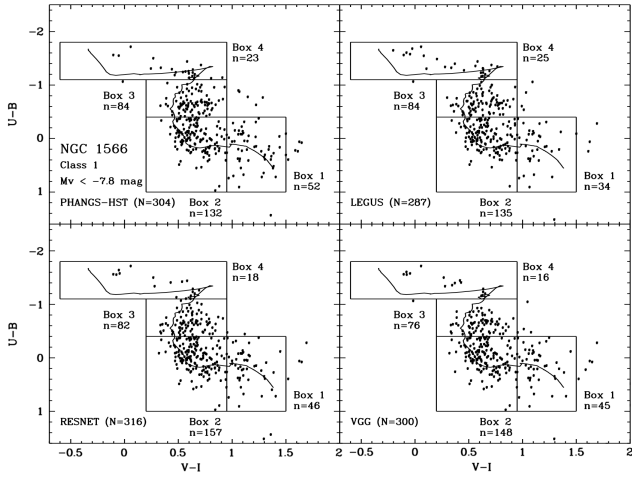 Box 4
n=23
Box 3
n=84
NGC 1566
Class 1
Mv < −7.8 mag
PHANGS−HST (N=304)
Box 2
n=132
Box 1
n=52
Box 4
n=25
Box 3
n=84
LEGUS (N=287)
Box 2
n=135
Box 1
n=34
−2
−1
0
1
U−B
Box 4
n=18
Box 3
n=82
RESNET (N=316)
Box 2
n=157
Box 1
n=46
Box 4
n=16
Box 3
n=76
VGG (N=300)
Box 2
n=148
Box 1
n=45
−2
−1
0
1
U−B
−0.5 0 0.5 1 1.5 −0.5 0 0.5 1 1.5 2
V−I V−I